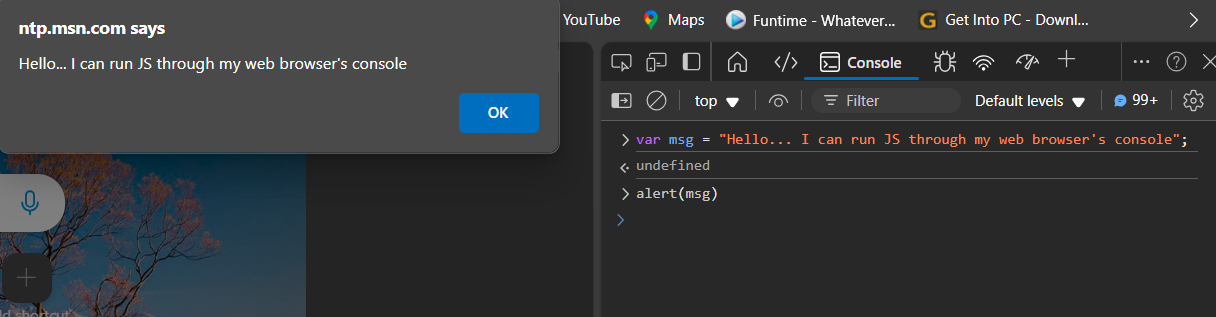 ntp.msn.com says
Hello... I can run JS through my web browser's console
OK
YouTube
Maps
Funtime - Whatever...
Get Into PC - Downl...
Console
top
Filter
Default levels
99+
var msg = "Hello... I can run JS through my web browser's console";
undefined
alert(msg)
shortcut